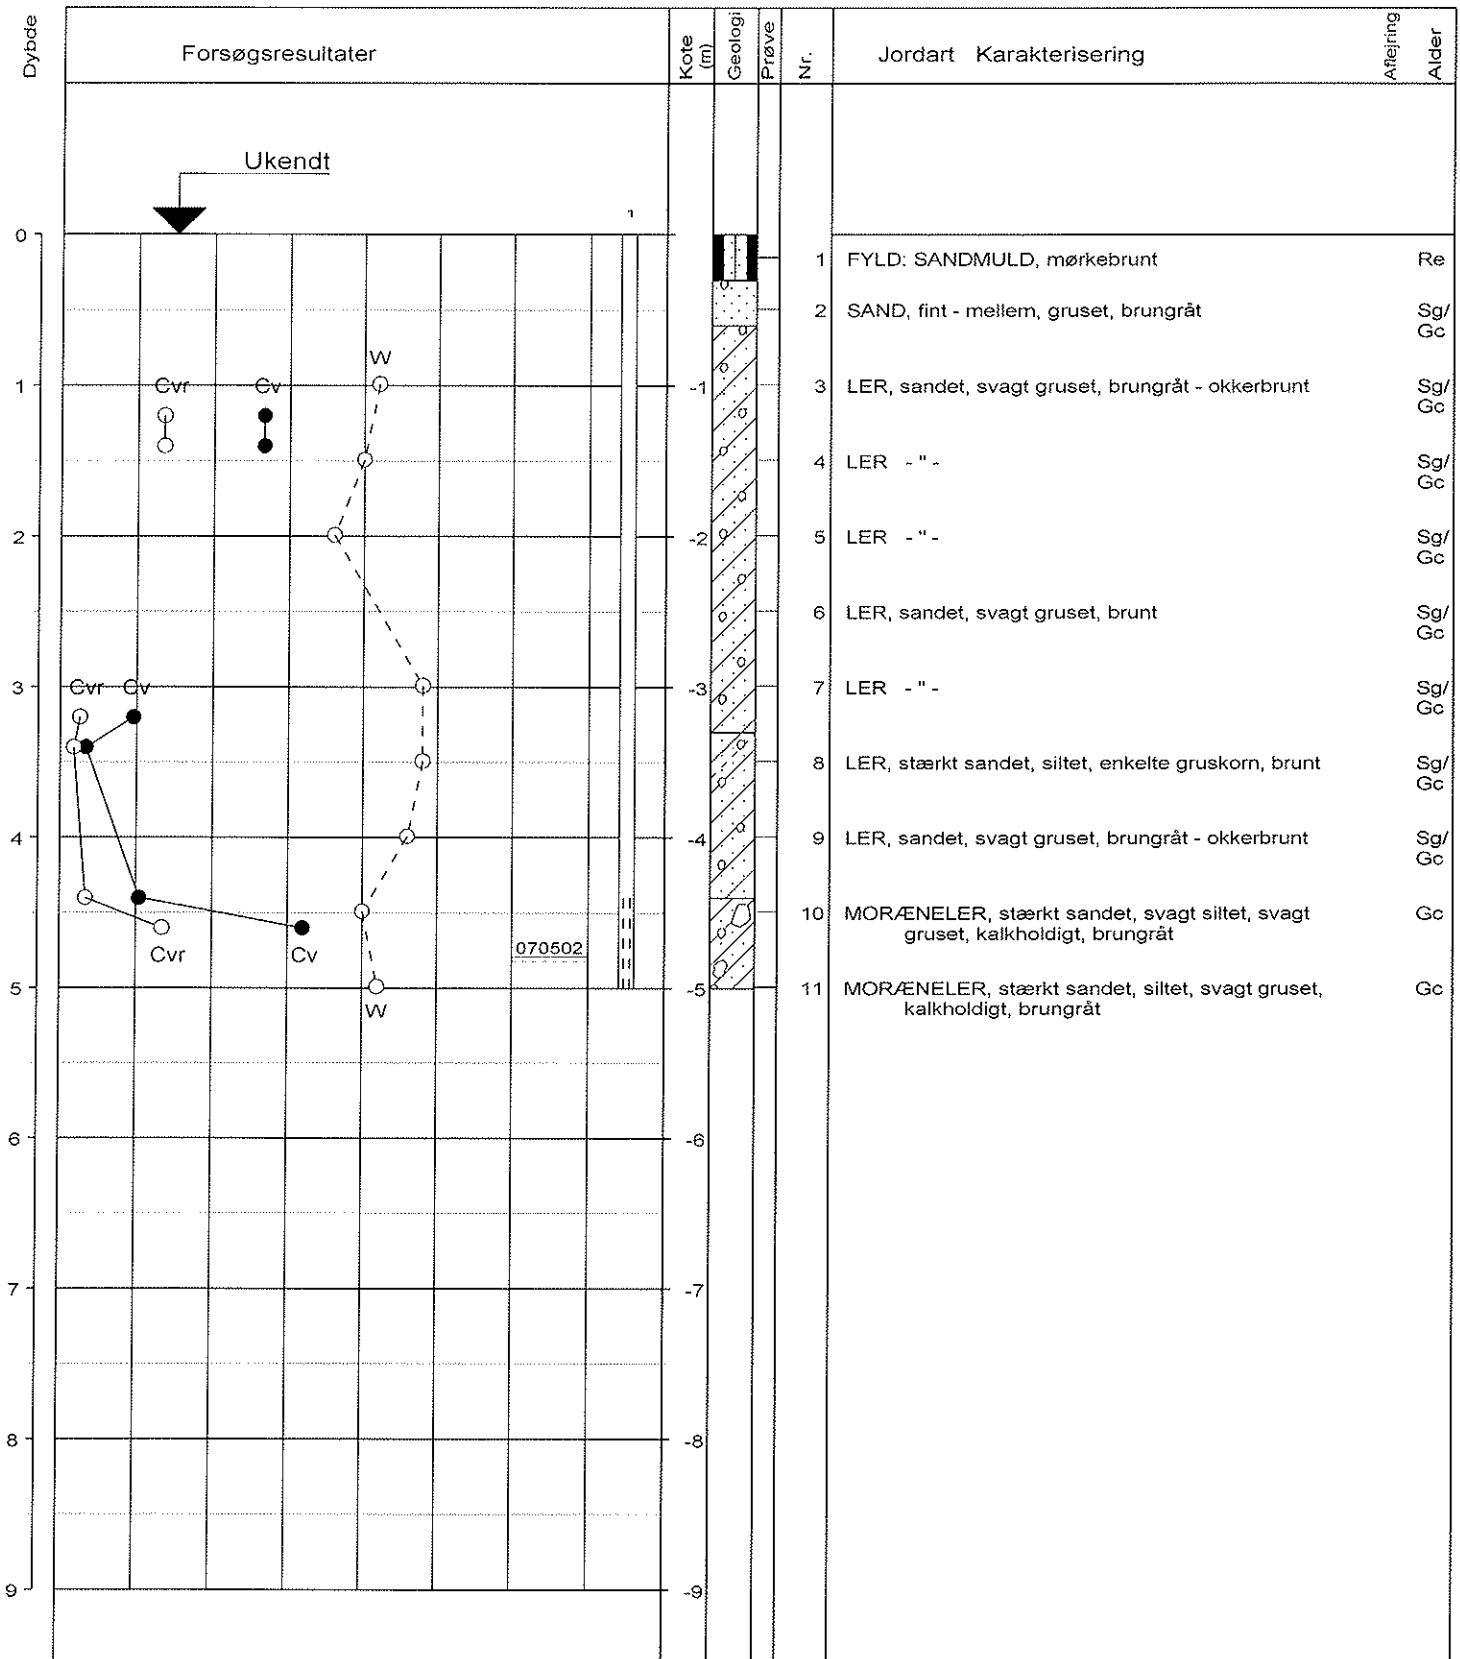 Dybde
Forsøgsresultater
Kote (m)
Geologi
Prøve
Nr.
Jordart Karakterisering
Aflejring
Alder
Ukendt
1
0
1 FYLD: SANDMULD, mørkebrunt Re
2 SAND, fint - mellem, gruset, brungråt Sg/
Gc
W
Cvr Cv
1 -1 3 LER, sandet, svagt gruset, brungråt - okkerbrunt Sg/
Gc
4 LER - " - Sg/
Gc
2 -2 5 LER - " - Sg/
Gc
6 LER, sandet, svagt gruset, brunt Sg/
Gc
3 Cvr Cv -3 7 LER - " - Sg/
Gc
8 LER, stærkt sandet, siltet, enkelte gruskorn, brunt Sg/
Gc
4 -4 9 LER, sandet, svagt gruset, brungråt - okkerbrunt Sg/
Gc
10 MORÆNELER, stærkt sandet, svagt siltet, svagt Gc
gruset, kalkholdigt, brungråt
Cvr Cv 070502
5 -5 11 MORÆNELER, stærkt sandet, siltet, svagt gruset, Gc
kalkholdigt, brungråt
W
6 -6
7 -7
8 -8
9 -9